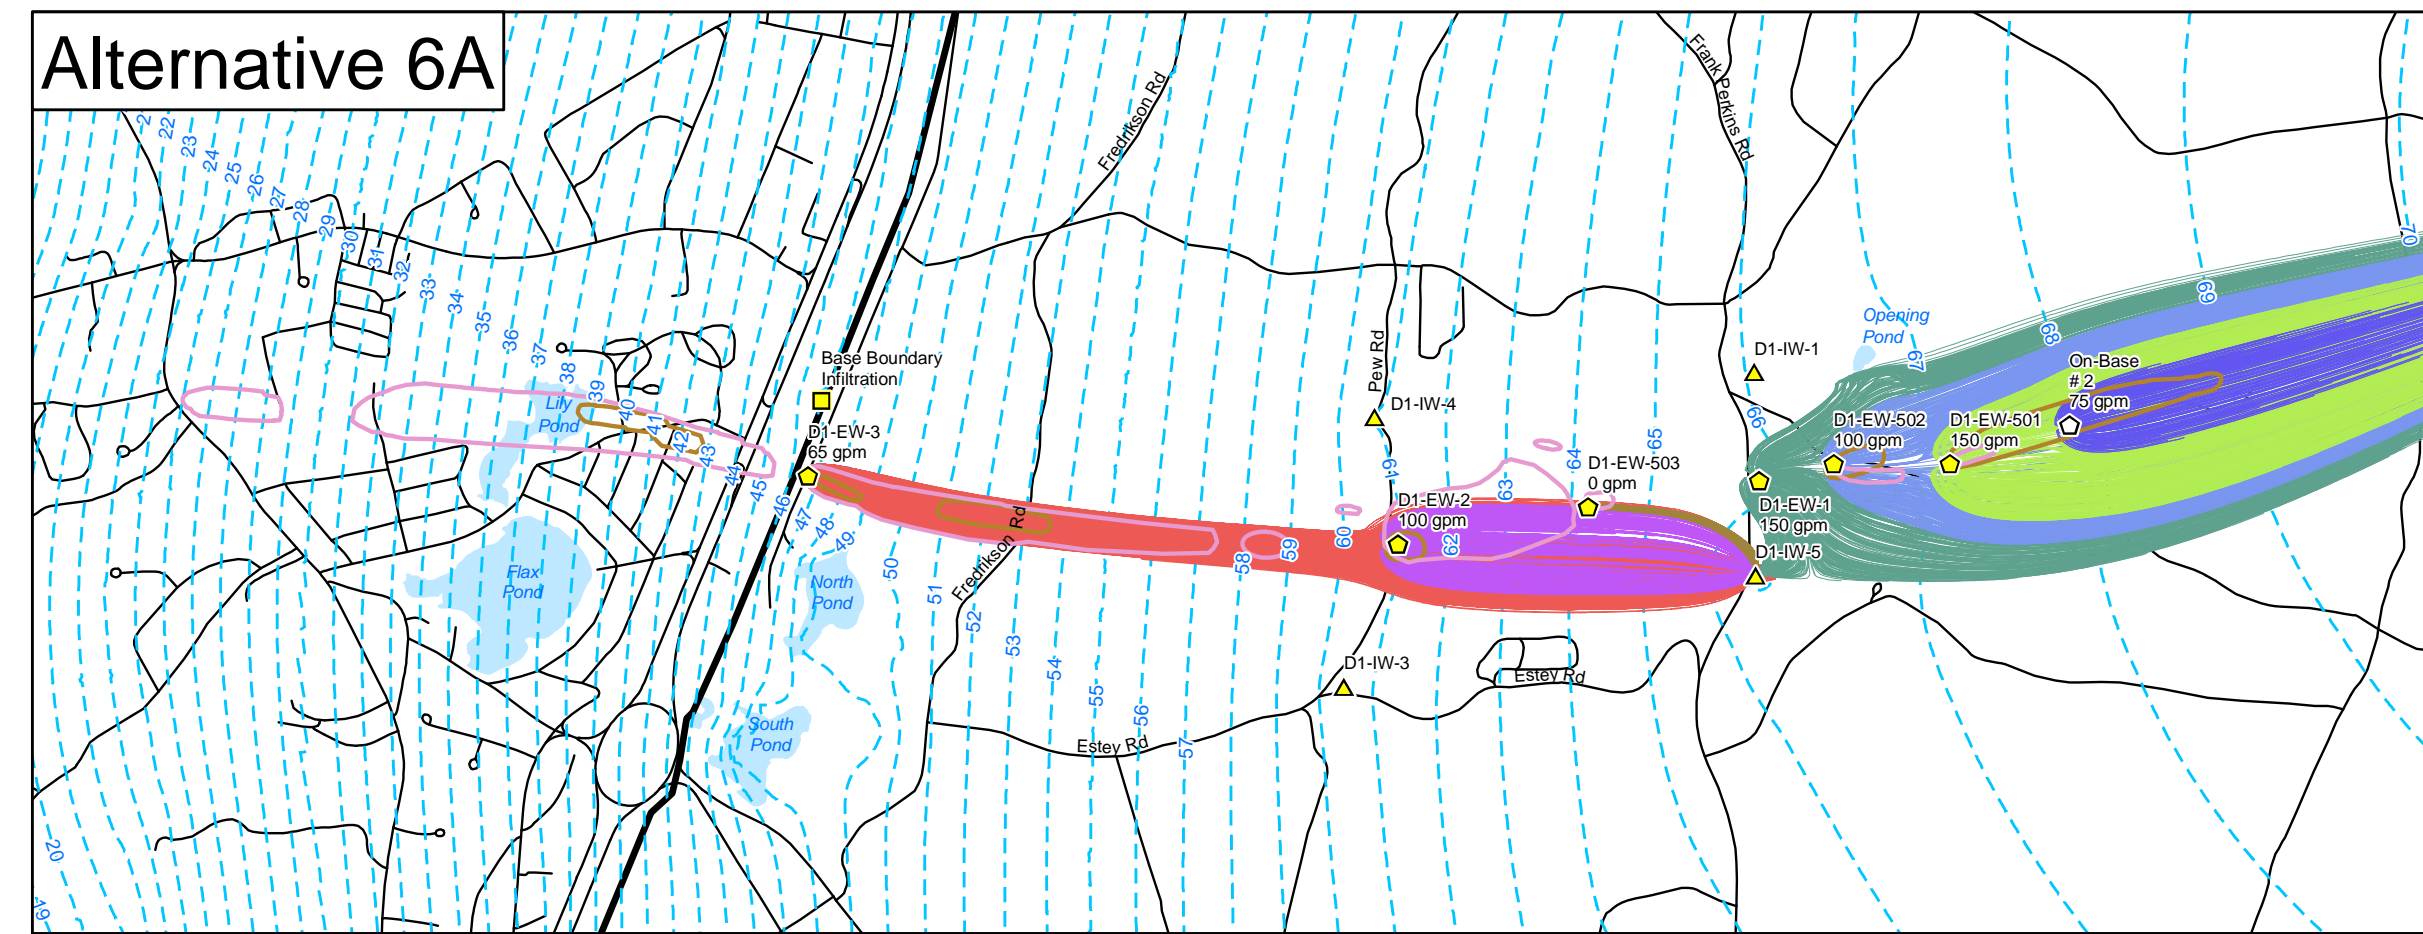 Alternative 6A
2
22
23
24
25
26
27
28
29
30
31
32
33
34
35
36
37
38
39
40
41
42
43
44
45
46
47
48
49
50
51
52
53
54
55
56
57
58
59
60
61
62
63
64
65
66
67
68
69
70
20
19
Fredrikson Rd
Frank Perkins Rd
Pew Rd
Fredrikson Rd
Estey Rd
Estey Rd
Lily
Pond
Flax
Pond
North
Pond
South
Pond
Opening
Pond
Base Boundary
Infiltration
D1-EW-3
65 gpm
D1-IW-4
D1-EW-2
100 gpm
D1-EW-503
0 gpm
D1-IW-3
D1-IW-1
D1-EW-1
150 gpm
D1-IW-5
D1-EW-502
100 gpm
D1-EW-501
150 gpm
On-Base
# 2
75 gpm